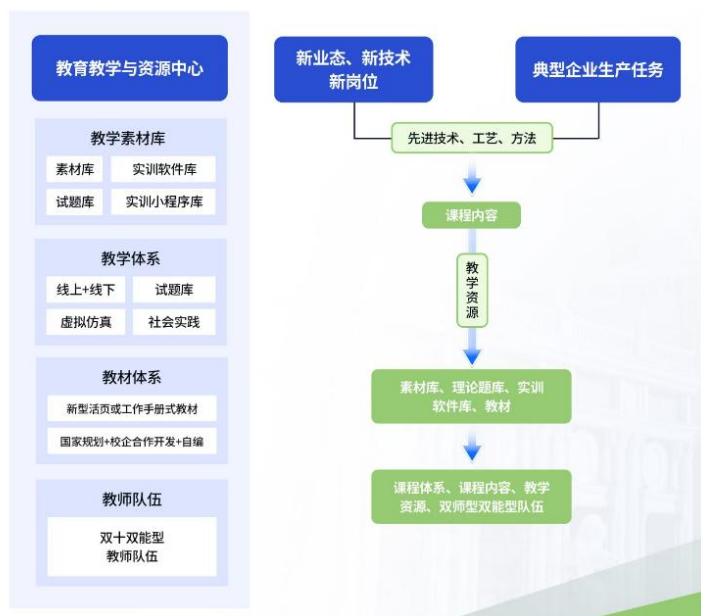 教育教学与资源中心
教学素材库
素材库
实训软件库
试题库
实训小程序库
教学体系
线上+线下
试题库
虚拟仿真
社会实践
教材体系
新型活页或工作手册式教材
国家规划+校企合作开发+自编
教师队伍
双十双能型
教师队伍
新业态、新技术
新岗位
典型企业生产任务
先进技术、工艺、方法
课程内容
教学资源
素材库、理论题库、实训
软件库、教材
课程体系、课程内容、教学
资源、双师型双能型队伍